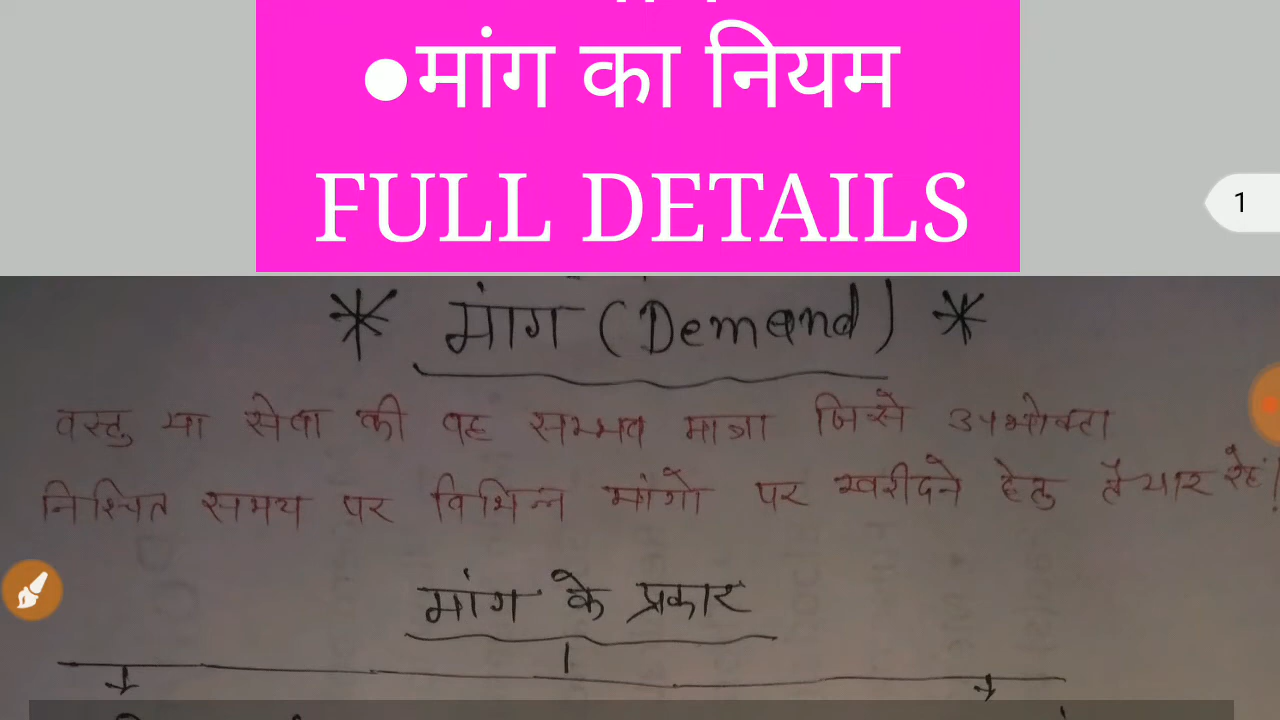 ●मांग का नियम
FULL DETAILS
1
* मांग (Demand) *
वस्तु या सेवा की वह सम्भव मात्रा जिसे उपभोक्ता
निश्चित समय पर विभिन्न मांगो पर खरीदने हेतु तैयार रहें!
मांग के प्रकार